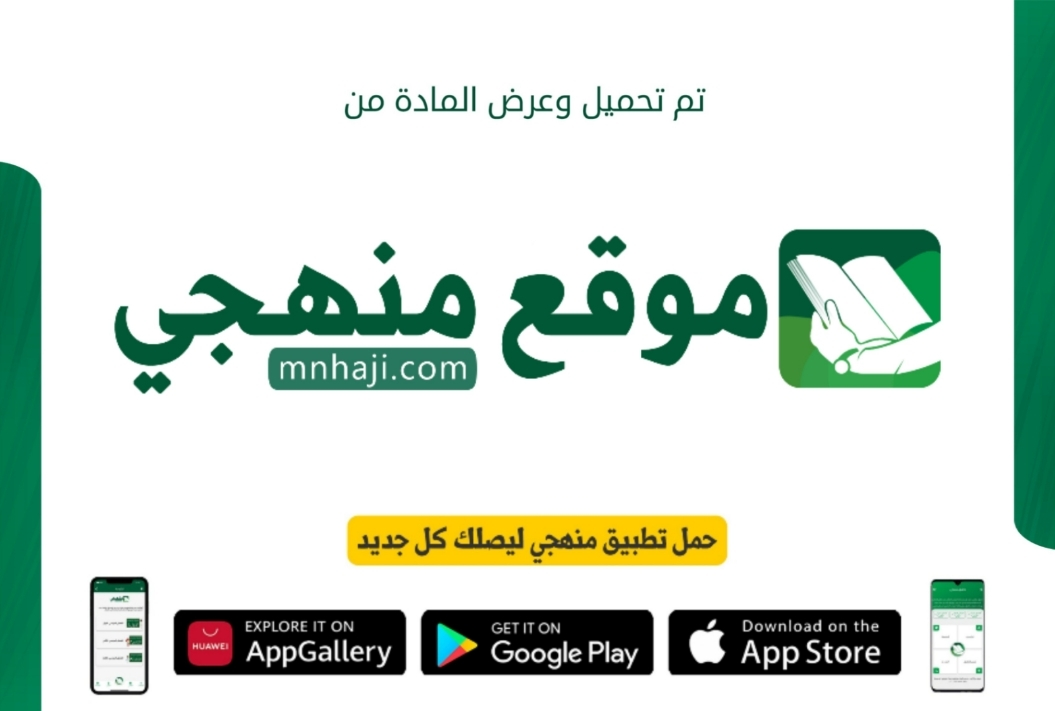 تم تحميل وعرض المادة من
موقع منهجي
mnhaji.com
حمل تطبيق منهجي ليصلك كل جديد
EXPLORE IT ON
AppGallery
HUAWEI
GET IT ON
Google Play
Download on the
App Store